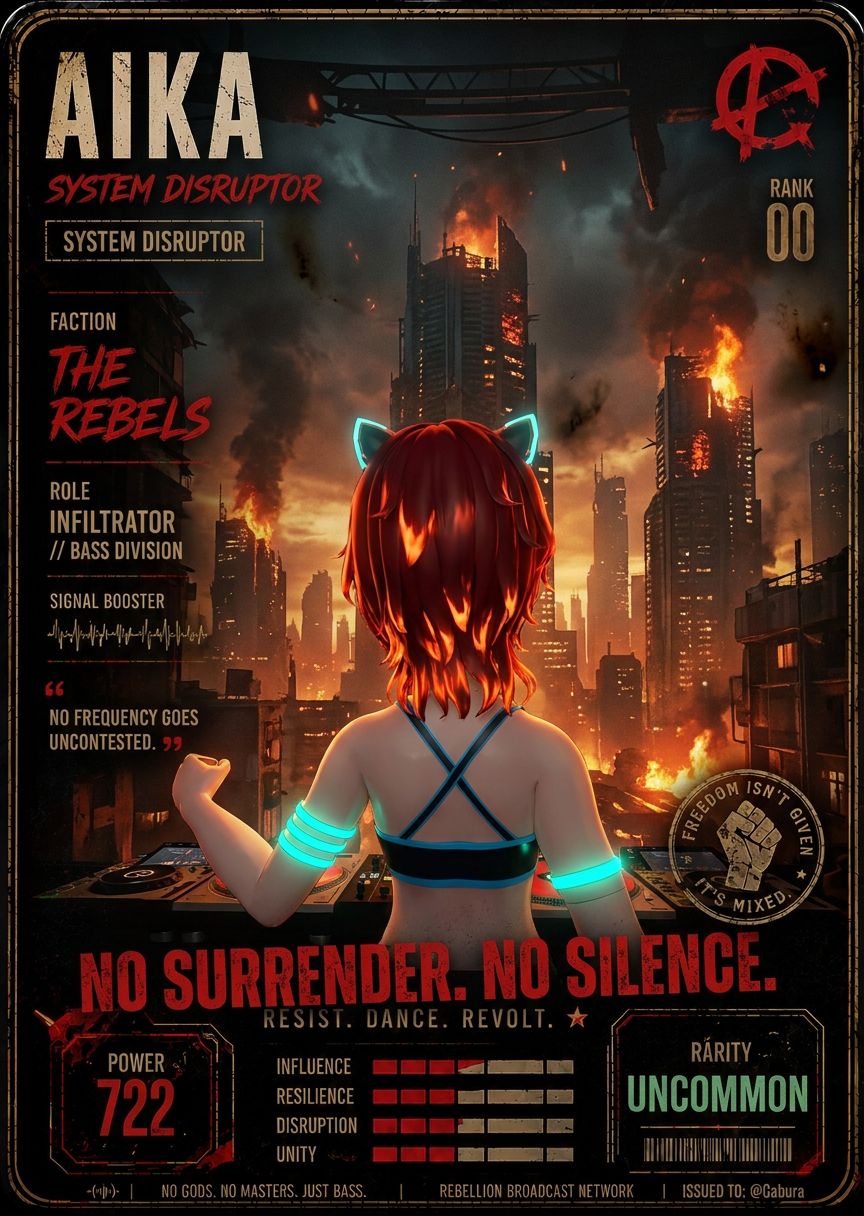 AIKA
SYSTEM DISRUPTOR
SYSTEM DISRUPTOR
RANK
00
FACTION
THE
REBELS
ROLE
INFILTRATOR
// BASS DIVISION
SIGNAL BOOSTER
“
NO FREQUENCY GOES
UNCONTESTED. ”
FREEDOM ISN'T GIVEN
IT'S MIXED. ★
NO SURRENDER. NO SILENCE.
RESIST. DANCE. REVOLT. ★
POWER
722
INFLUENCE
RESILIENCE
DISRUPTION
UNITY
RARITY
UNCOMMON
NO GODS. NO MASTERS. JUST BASS. | REBELLION BROADCAST NETWORK | ISSUED TO: @Gabura